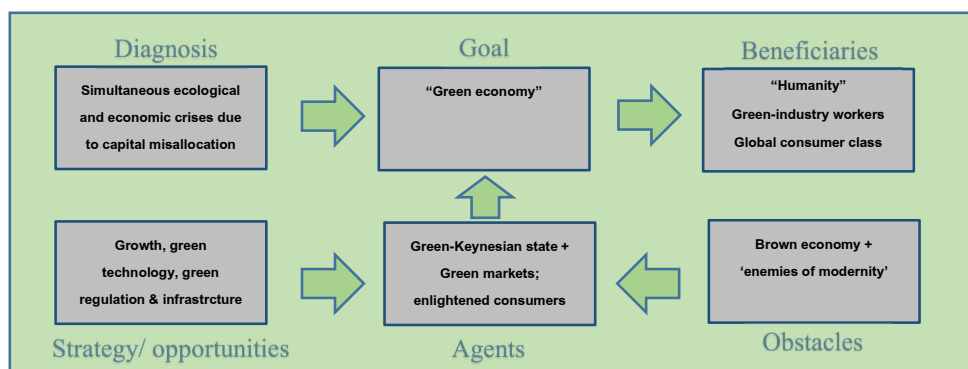 Diagnosis
Goal
Beneficiaries
Simultaneous ecological
and economic crises due
to capital misallocation
“Green economy”
“Humanity”
Green-industry workers
Global consumer class
Growth, green
technology, green
regulation & infrastrcture
Green-Keynesian state +
Green markets;
enlightened consumers
Brown economy +
‘enemies of modernity’
Strategy/ opportunities
Agents
Obstacles